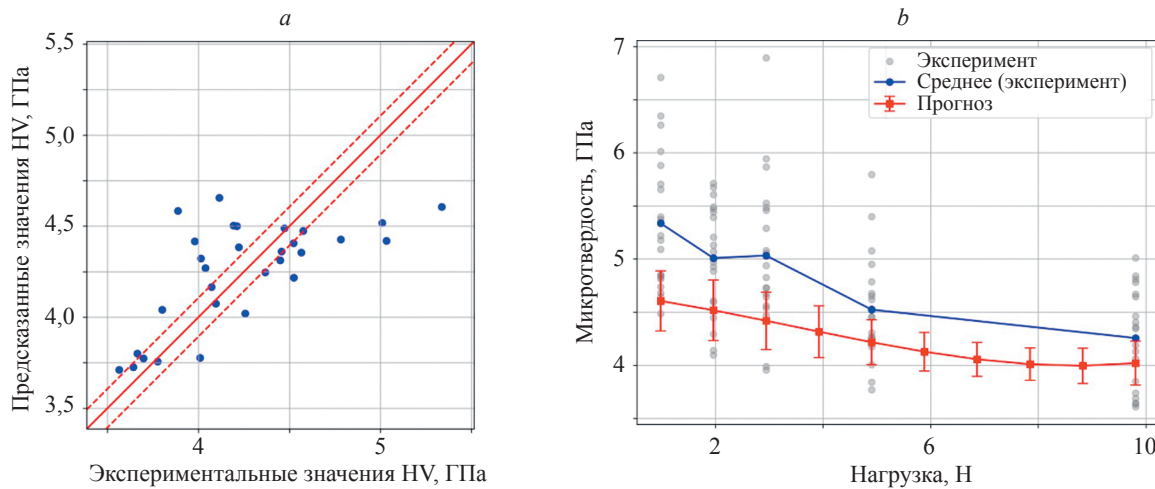 a
5,5
5,0
4,5
4,0
3,5
Предсказанные значения HV, ГПа
4
5
Экспериментальные значения HV, ГПа
b
7
6
5
4
Микротвердость, ГПа
Эксперимент
Среднее (эксперимент)
Прогноз
2
6
10
Нагрузка, Н